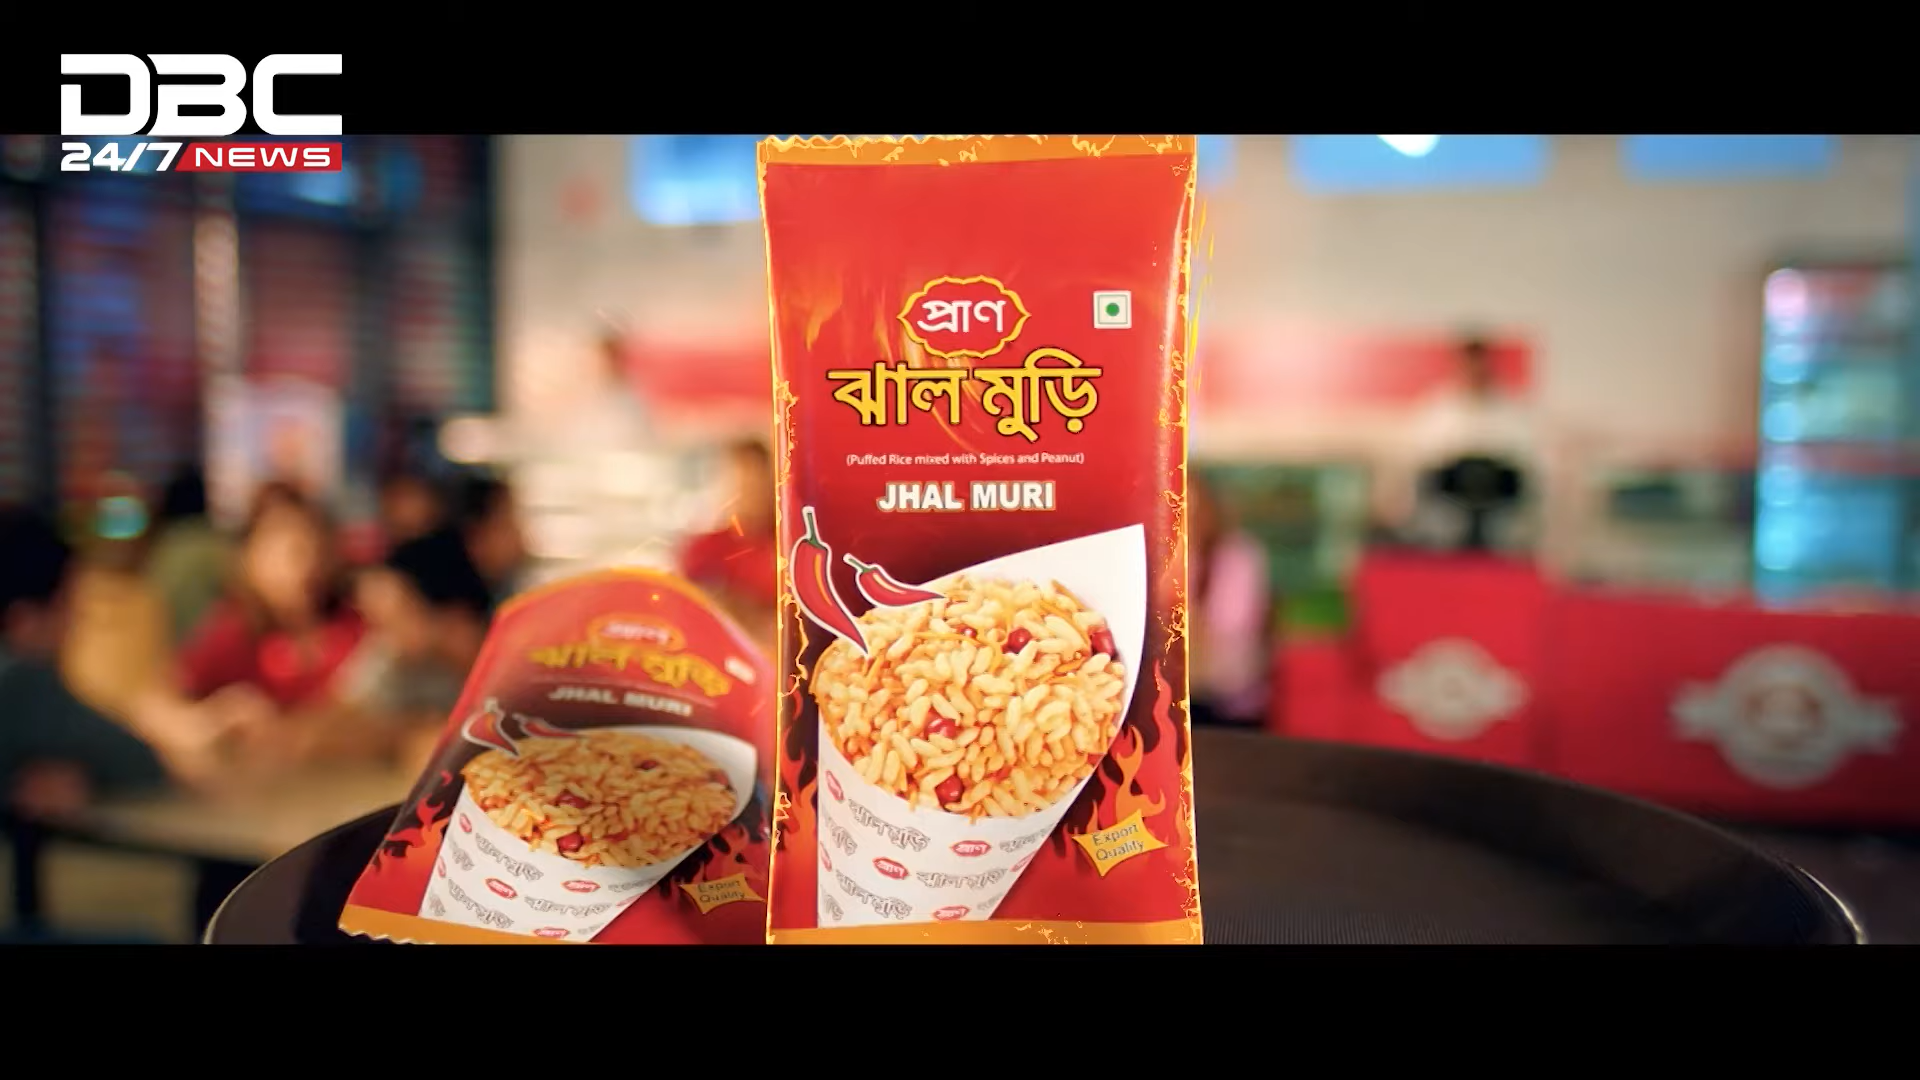 DBC
24/7 NEWS
প্রাণ
ঝাল মুড়ি
(Puffed Rice mixed with Spices and Peanut)
JHAL MURI
Export
Quality
ঝাল মুড়ি
প্রাণ
প্রাণ
ঝাল মুড়ি
ঝাল মুড়ি
প্রাণ
প্রাণ
ঝাল মুড়ি
JHAL MURI
Export
Quality
ঝাল মুড়ি
প্রাণ
প্রাণ
ঝাল মুড়ি
ঝাল মুড়ি
প্রাণ